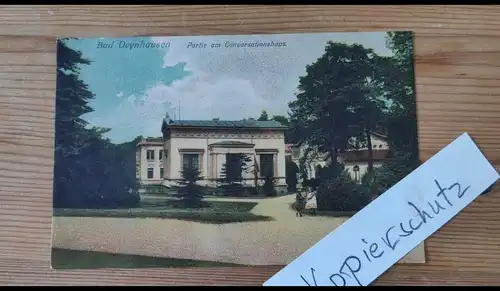 Bad Oeynhausen Partie am Conversationshaus.
Kopierschutz